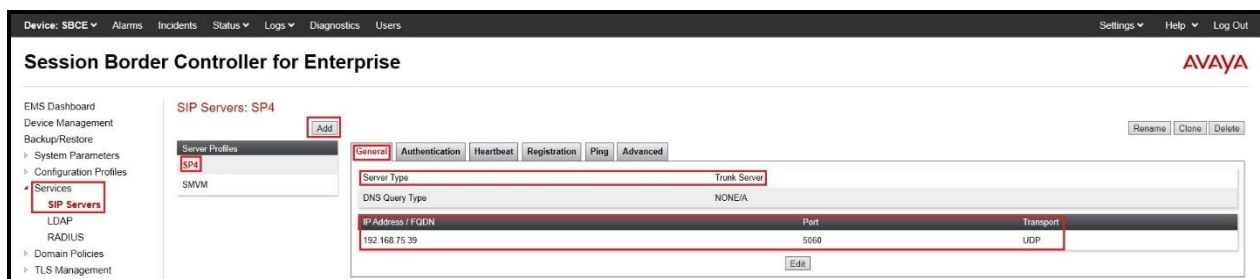 Device: SBCE Alarms Incidents Status Logs Diagnostics Users Settings Help Log Out
Session Border Controller for Enterprise
AVAYA
EMS Dashboard
Device Management
Backup/Restore
System Parameters
Configuration Profiles
Services
SIP Servers
LDAP
RADIUS
Domain Policies
TLS Management
SIP Servers: SP4
Add
Rename Clone Delete
Server Profiles
SP4
SMVM
General Authentication Heartbeat Registration Ping Advanced
Server Type Trunk Server
DNS Query Type NONE/A
IP Address / FQDN Port Transport
192.168.75.39 5060 UDP
Edit